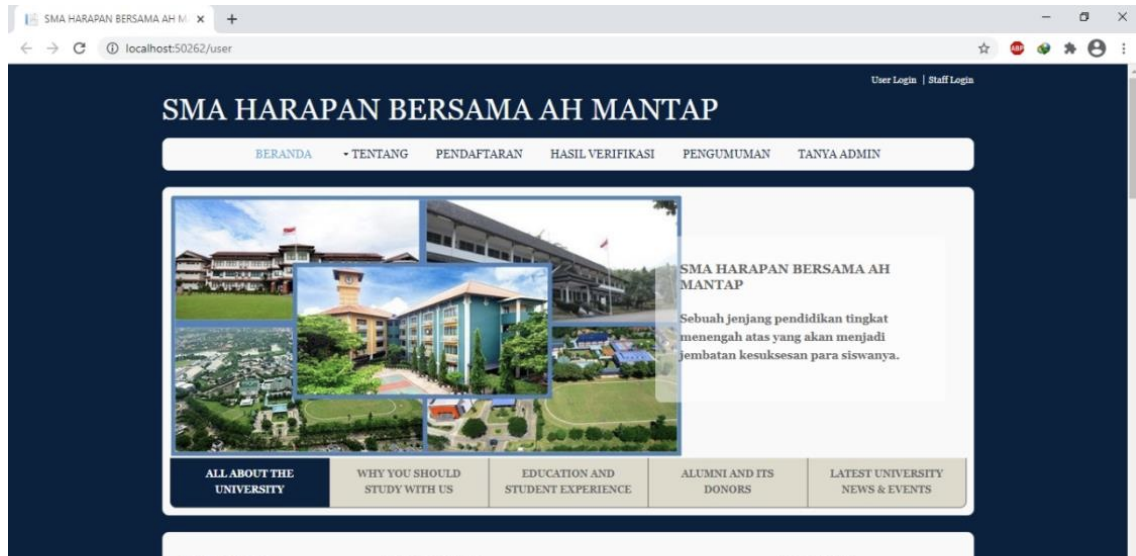 SMA HARAPAN BERSAMA AH M
localhost:50262/user
ABP
User Login | Staff Login
SMA HARAPAN BERSAMA AH MANTAP
BERANDA TENTANG PENDAFTARAN HASIL VERIFIKASI PENGUMUMAN TANYA ADMIN
SMA HARAPAN BERSAMA AH
MANTAP
Sebuah jenjang pendidikan tingkat
menengah atas yang akan menjadi
jembatan kesuksesan para siswanya.
ALL ABOUT THE
UNIVERSITY
WHY YOU SHOULD
STUDY WITH US
EDUCATION AND
STUDENT EXPERIENCE
ALUMNI AND ITS
DONORS
LATEST UNIVERSITY
NEWS & EVENTS